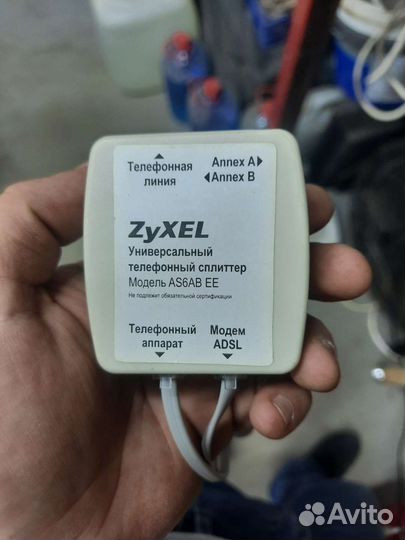 ▲
Телефонная линия
Annex A▶
◀Annex B
ZyXEL
Универсальный
телефонный сплиттер
Модель AS6AB EE
Не подлежит обязательной сертификации
Телефонный аппарат
▼
Модем ADSL
▼
Avito